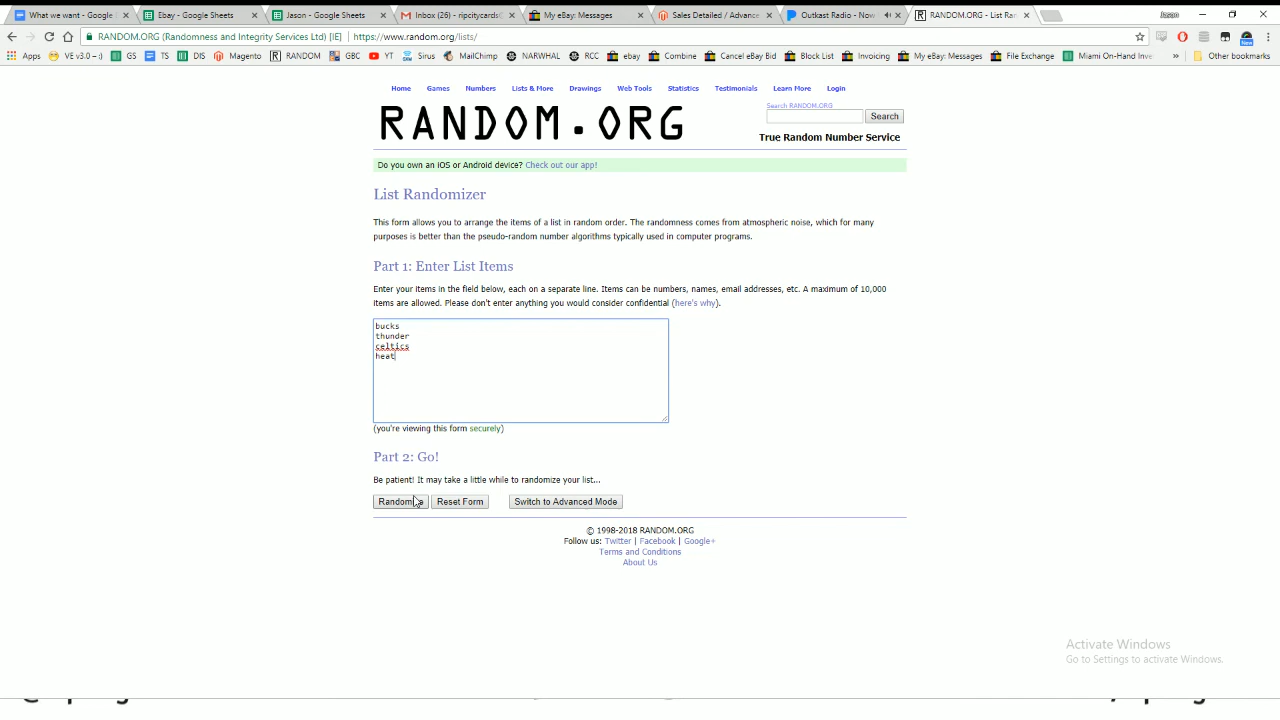 What we want - Google
Ebay - Google Sheets
Jason - Google Sheets
Inbox (26) - ripcitycards@
My eBay: Messages
Sales Detailed / Advance
Outkast Radio - Now
RANDOM.ORG - List Ran
Jason
RANDOM.ORG (Randomness and Integrity Services Ltd) [IE]
https://www.random.org/lists/
Apps
VE v3.0 – :)
GS
TS
DIS
Magento
RANDOM
GBC
YT
Sirus
MailChimp
NARWHAL
RCC
ebay
Combine
Cancel eBay Bid
Block List
Invoicing
My eBay: Messages
File Exchange
Miami On-Hand Inve
»
Other bookmarks
New
Home
Games
Numbers
Lists & More
Drawings
Web Tools
Statistics
Testimonials
Learn More
Login
RANDOM.ORG
Search RANDOM.ORG
Search
True Random Number Service
Do you own an iOS or Android device? Check out our app!
List Randomizer
This form allows you to arrange the items of a list in random order. The randomness comes from atmospheric noise, which for many
purposes is better than the pseudo-random number algorithms typically used in computer programs.
Part 1: Enter List Items
Enter your items in the field below, each on a separate line. Items can be numbers, names, email addresses, etc. A maximum of 10,000
items are allowed. Please don't enter anything you would consider confidential (here's why).
bucks
thunder
celtics
heat
(you're viewing this form securely)
Part 2: Go!
Be patient! It may take a little while to randomize your list...
Randomize
Reset Form
Switch to Advanced Mode
© 1998-2018 RANDOM.ORG
Follow us: Twitter | Facebook | Google+
Terms and Conditions
About Us
Activate Windows
Go to Settings to activate Windows.